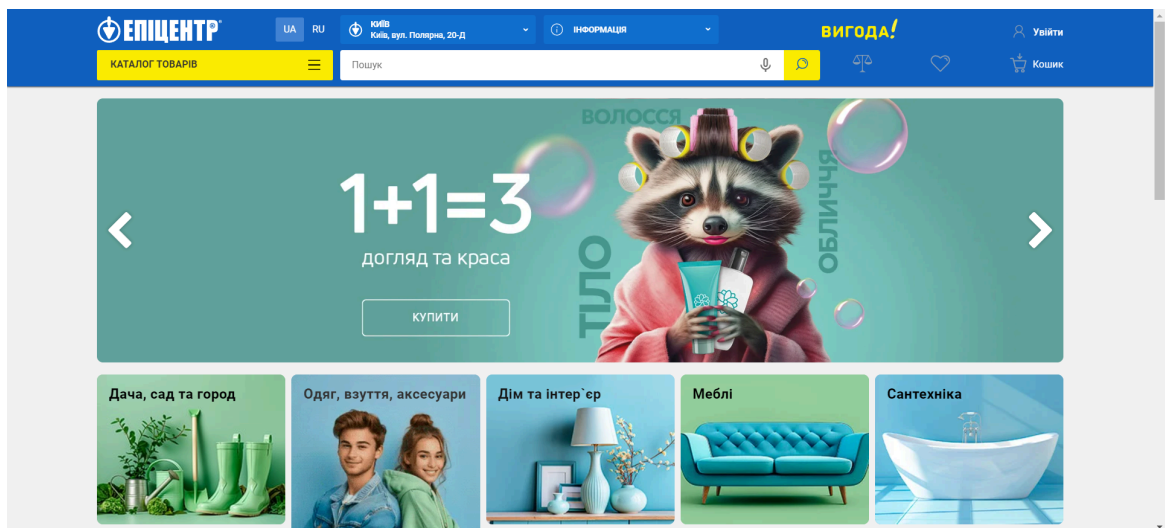 ЕПІЦЕНТР®
UA RU
КИЇВ
Київ, вул. Полярна, 20-Д
ІНФОРМАЦІЯ
ВИГОДА!
Увійти
КАТАЛОГ ТОВАРІВ
Пошук
Кошик
ВОЛОССЯ
1+1=3
догляд та краса
КУПИТИ
ТІЛО
ОБЛИЧЧЯ
Дача, сад та город
Одяг, взуття, аксесуари
Дім та інтер`єр
Меблі
Сантехніка